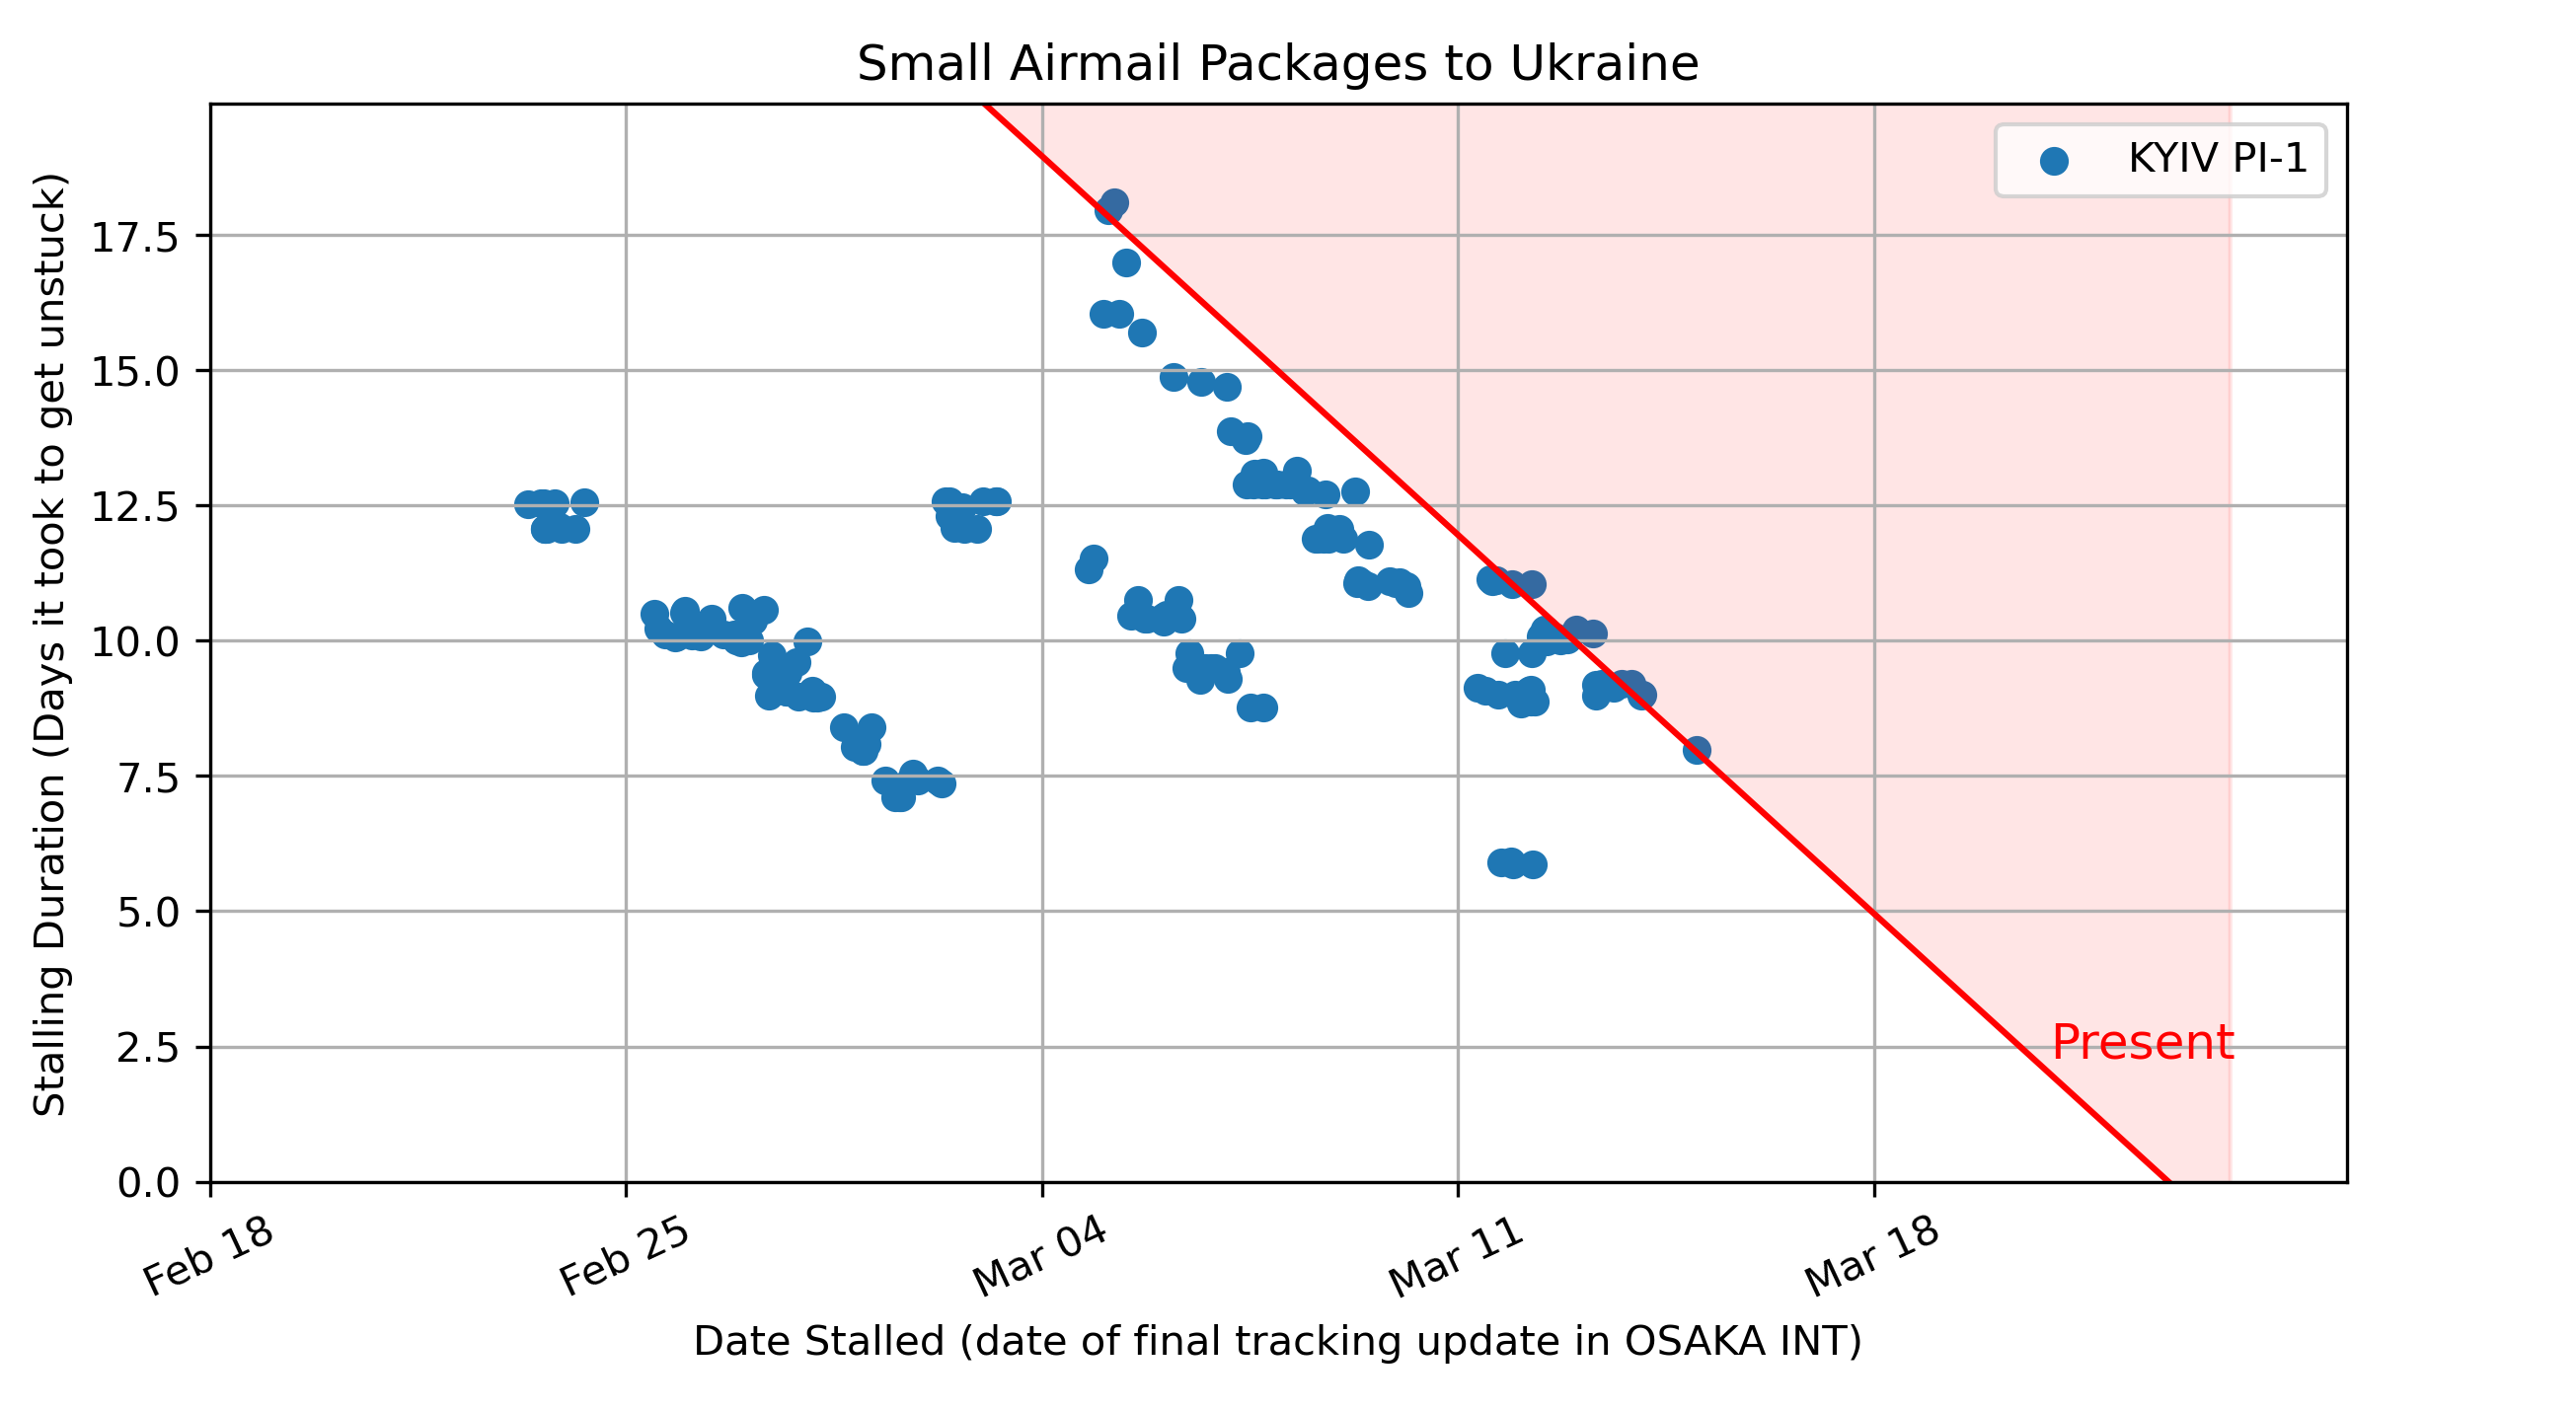 Small Airmail Packages to Ukraine
KYIV PI-1
Stalling Duration (Days it took to get unstuck)
17.5
15.0
12.5
10.0
7.5
5.0
2.5
0.0
Present
Feb 18
Feb 25
Mar 04
Mar 11
Mar 18
Date Stalled (date of final tracking update in OSAKA INT)